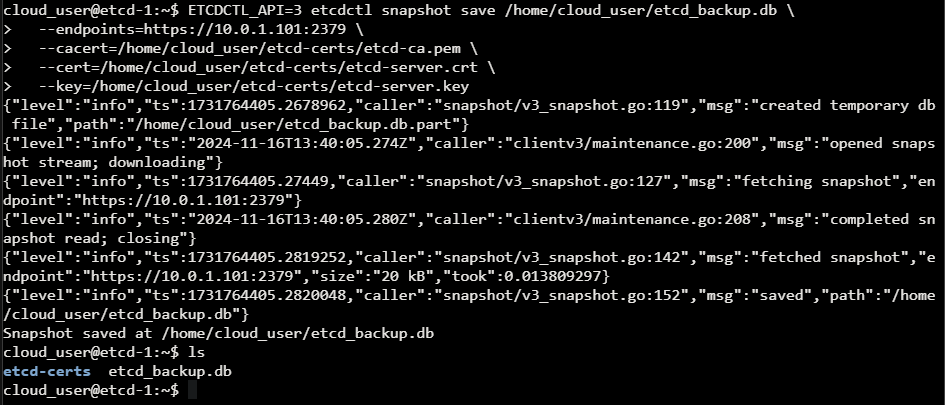 cloud_user@etcd-1:~$ ETCDCTL_API=3 etcdctl snapshot save /home/cloud_user/etcd_backup.db \
>   --endpoints=https://10.0.1.101:2379 \
>   --cacert=/home/cloud_user/etcd-certs/etcd-ca.pem \
>   --cert=/home/cloud_user/etcd-certs/etcd-server.crt \
>   --key=/home/cloud_user/etcd-certs/etcd-server.key
{"level":"info","ts":1731764405.2678962,"caller":"snapshot/v3_snapshot.go:119","msg":"created temporary db
 file","path":"/home/cloud_user/etcd_backup.db.part"}
{"level":"info","ts":"2024-11-16T13:40:05.274Z","caller":"clientv3/maintenance.go:200","msg":"opened snaps
hot stream; downloading"}
{"level":"info","ts":1731764405.27449,"caller":"snapshot/v3_snapshot.go:127","msg":"fetching snapshot","en
dpoint":"https://10.0.1.101:2379"}
{"level":"info","ts":"2024-11-16T13:40:05.280Z","caller":"clientv3/maintenance.go:208","msg":"completed sn
apshot read; closing"}
{"level":"info","ts":1731764405.2819252,"caller":"snapshot/v3_snapshot.go:142","msg":"fetched snapshot","e
ndpoint":"https://10.0.1.101:2379","size":"20 kB","took":0.013809297}
{"level":"info","ts":1731764405.2820048,"caller":"snapshot/v3_snapshot.go:152","msg":"saved","path":"/home
/cloud_user/etcd_backup.db"}
Snapshot saved at /home/cloud_user/etcd_backup.db
cloud_user@etcd-1:~$ ls
etcd-certs  etcd_backup.db
cloud_user@etcd-1:~$